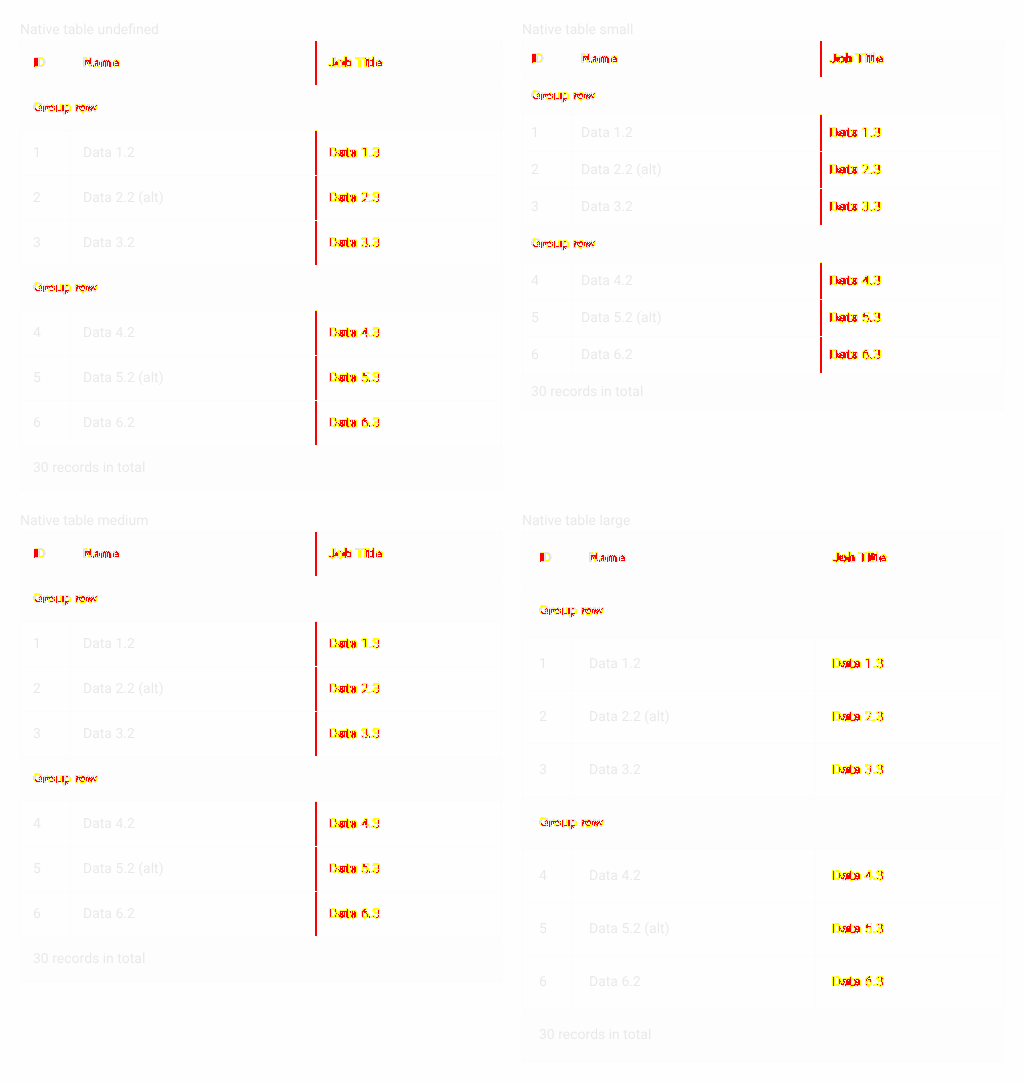 Native table undefined
ID Name Job Title
Group row
1 Data 1.2 Data 1.3
2 Data 2.2 (alt) Data 2.3
3 Data 3.2 Data 3.3
Group row
4 Data 4.2 Data 4.3
5 Data 5.2 (alt) Data 5.3
6 Data 6.2 Data 6.3
30 records in total
Native table small
ID Name Job Title
Group row
1 Data 1.2 Data 1.3
2 Data 2.2 (alt) Data 2.3
3 Data 3.2 Data 3.3
Group row
4 Data 4.2 Data 4.3
5 Data 5.2 (alt) Data 5.3
6 Data 6.2 Data 6.3
30 records in total
Native table medium
ID Name Job Title
Group row
1 Data 1.2 Data 1.3
2 Data 2.2 (alt) Data 2.3
3 Data 3.2 Data 3.3
Group row
4 Data 4.2 Data 4.3
5 Data 5.2 (alt) Data 5.3
6 Data 6.2 Data 6.3
30 records in total
Native table large
ID Name Job Title
Group row
1 Data 1.2 Data 1.3
2 Data 2.2 (alt) Data 2.3
3 Data 3.2 Data 3.3
Group row
4 Data 4.2 Data 4.3
5 Data 5.2 (alt) Data 5.3
6 Data 6.2 Data 6.3
30 records in total